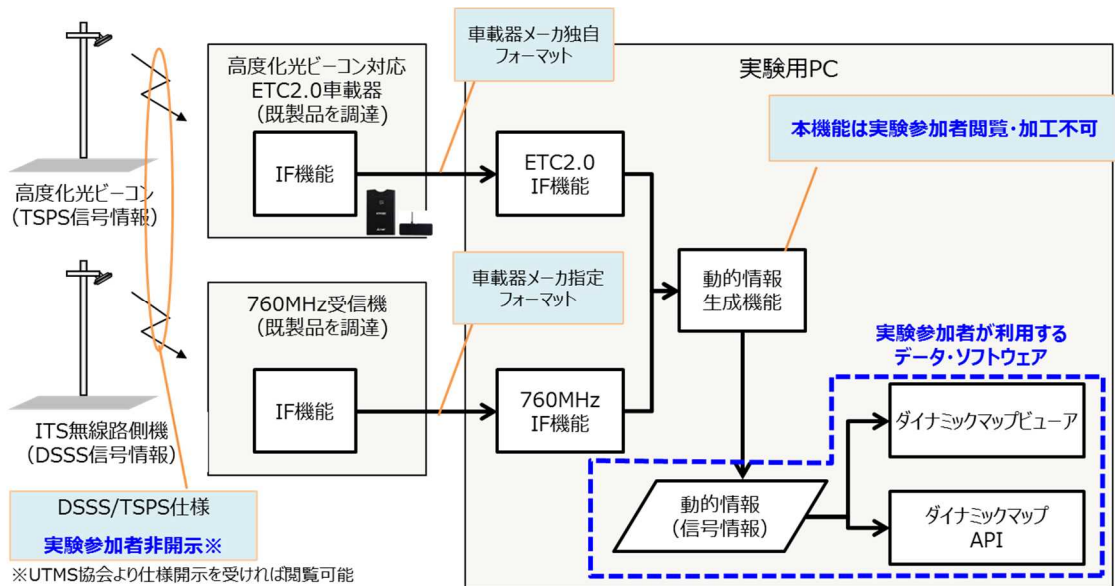 車載器メーカ独自
フォーマット
実験用PC
高度化光ビーコン対応
ETC2.0車載器
(既製品を調達)
本機能は実験参加者閲覧・加工不可
IF機能
ETC2.0
IF機能
高度化光ビーコン
(TSPS信号情報)
車載器メーカ指定
フォーマット
動的情報
生成機能
760MHz受信機
(既製品を調達)
実験参加者が利用する
データ・ソフトウェア
IF機能
760MHz
IF機能
ダイナミックマップビューア
ITS無線路側機
(DSSS信号情報)
DSSS/TSPS仕様
実験参加者非開示※
動的情報
(信号情報)
ダイナミックマップ
API
※UTMS協会より仕様開示を受ければ閲覧可能